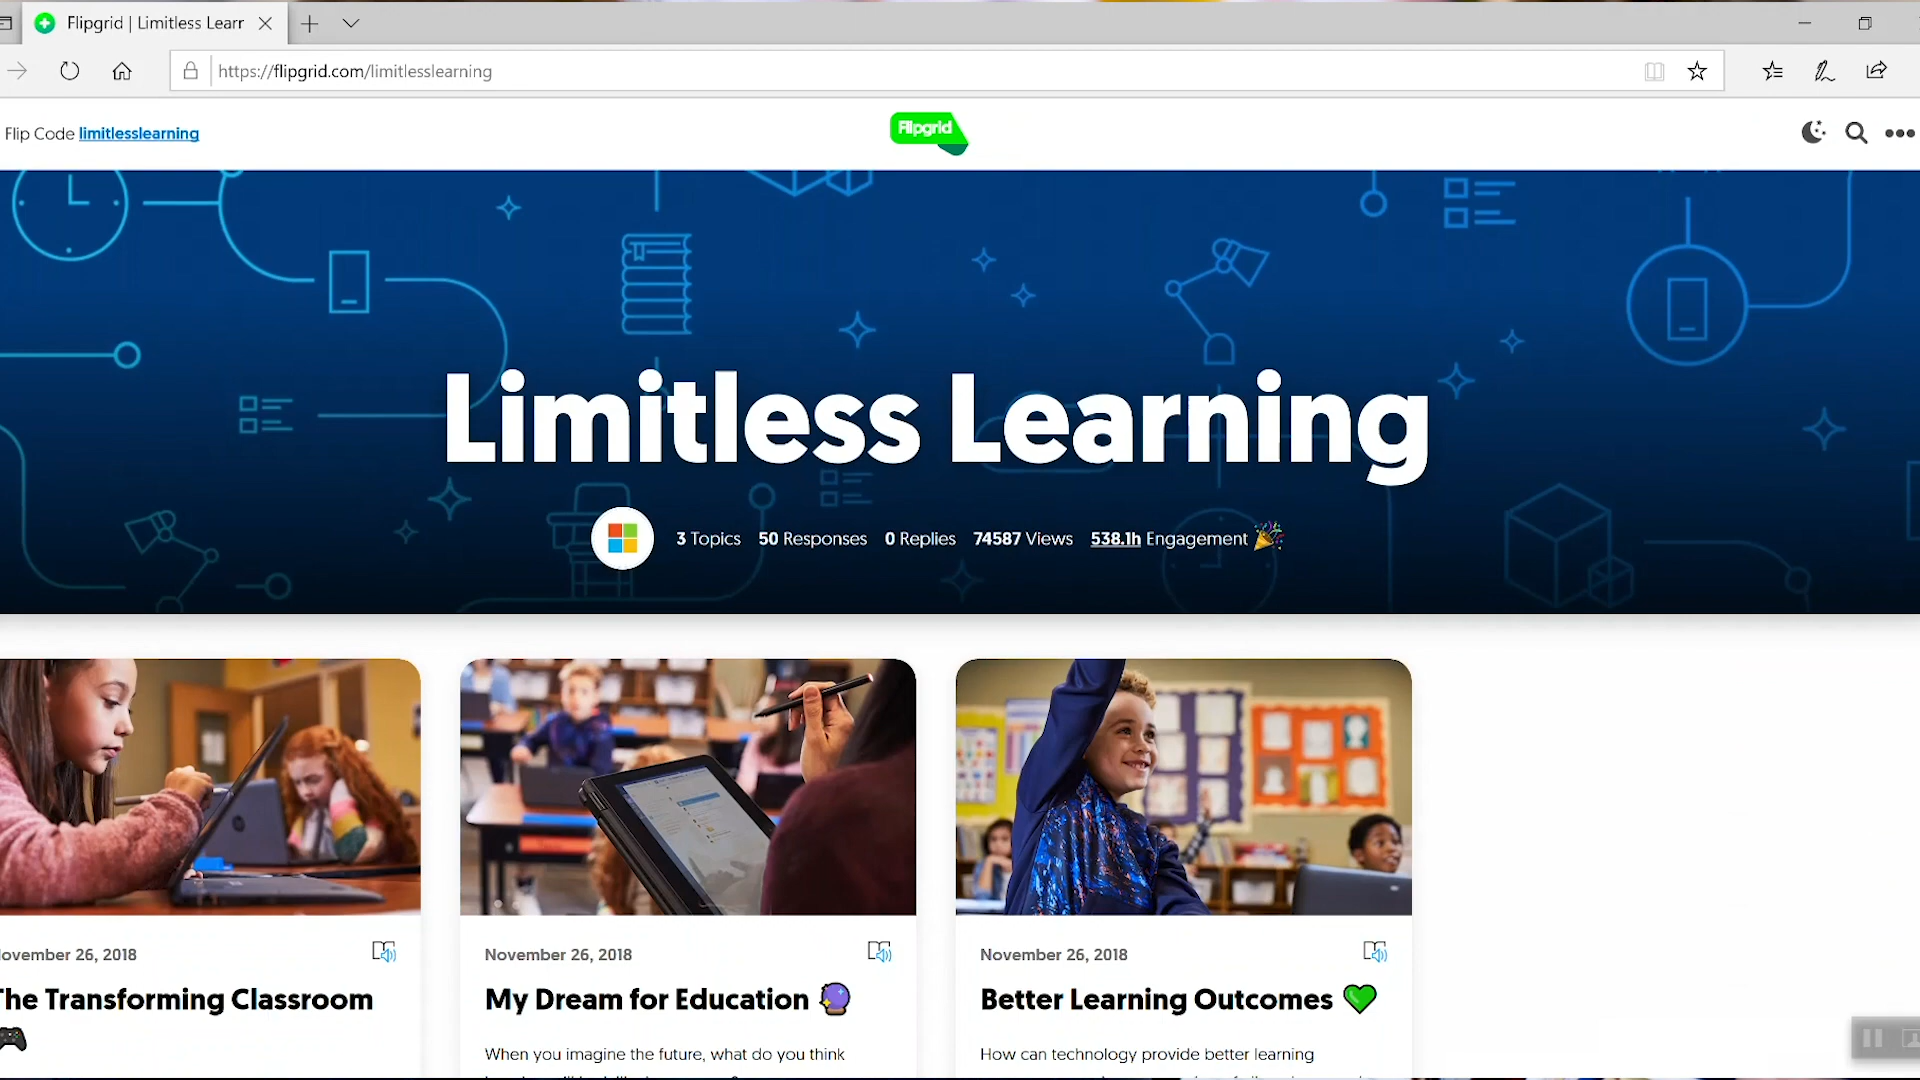 Flipgrid | Limitless Learr
https://flipgrid.com/limitlesslearning
Flip Code limitlesslearning
Flipgrid
Limitless Learning
3 Topics 50 Responses 0 Replies 74587 Views 538.1h Engagement
November 26, 2018
The Transforming Classroom
November 26, 2018
My Dream for Education
When you imagine the future, what do you think
November 26, 2018
Better Learning Outcomes
How can technology provide better learning